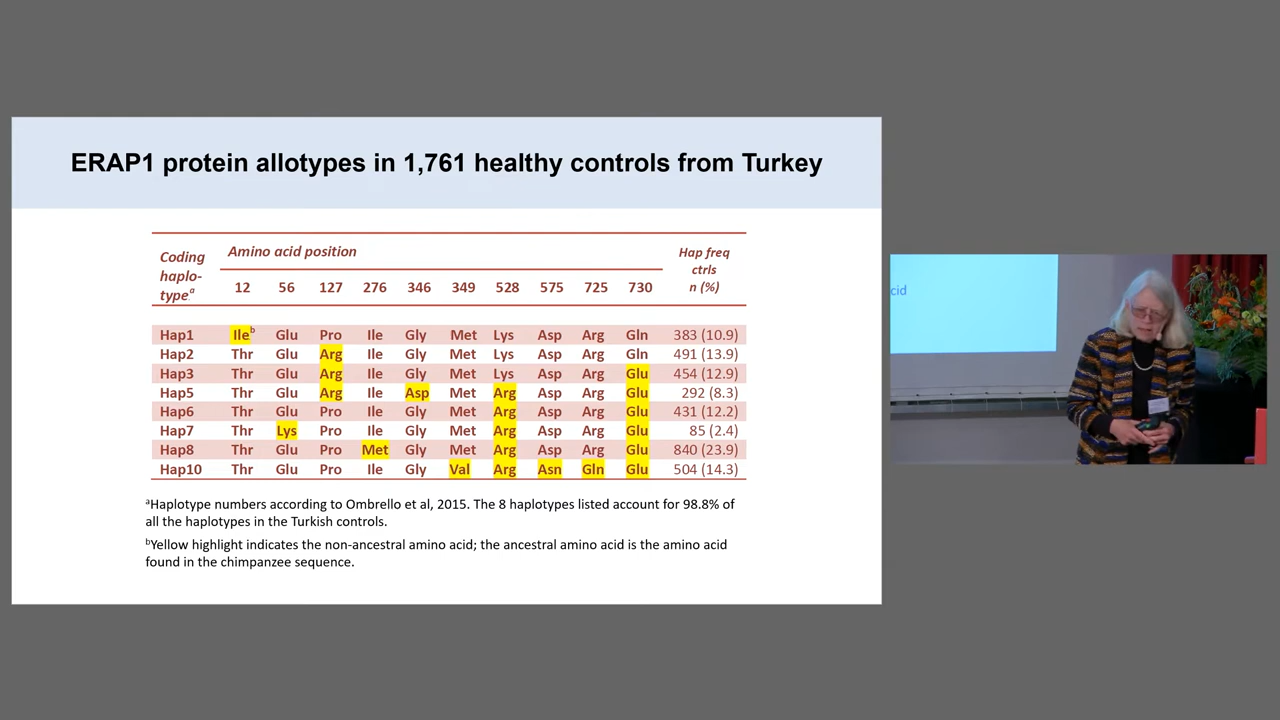 ERAP1 protein allotypes in 1,761 healthy controls from Turkey
Coding haplo-typeᵃ Amino acid position Hap freq ctrls n (%)
12 56 127 276 346 349 528 575 725 730
Hap1 Ileᵇ Glu Pro Ile Gly Met Lys Asp Arg Gln 383 (10.9)
Hap2 Thr Glu Arg Ile Gly Met Lys Asp Arg Gln 491 (13.9)
Hap3 Thr Glu Arg Ile Gly Met Lys Asp Arg Glu 454 (12.9)
Hap5 Thr Glu Arg Ile Asp Met Arg Asp Arg Glu 292 (8.3)
Hap6 Thr Glu Pro Ile Gly Met Arg Asp Arg Glu 431 (12.2)
Hap7 Thr Lys Pro Ile Gly Met Arg Asp Arg Glu 85 (2.4)
Hap8 Thr Glu Pro Met Gly Met Arg Asp Arg Glu 840 (23.9)
Hap10 Thr Glu Pro Ile Gly Val Arg Asn Gln Glu 504 (14.3)
ᵃHaplotype numbers according to Ombrello et al, 2015. The 8 haplotypes listed account for 98.8% of
all the haplotypes in the Turkish controls.
ᵇYellow highlight indicates the non-ancestral amino acid; the ancestral amino acid is the amino acid
found in the chimpanzee sequence.
cid